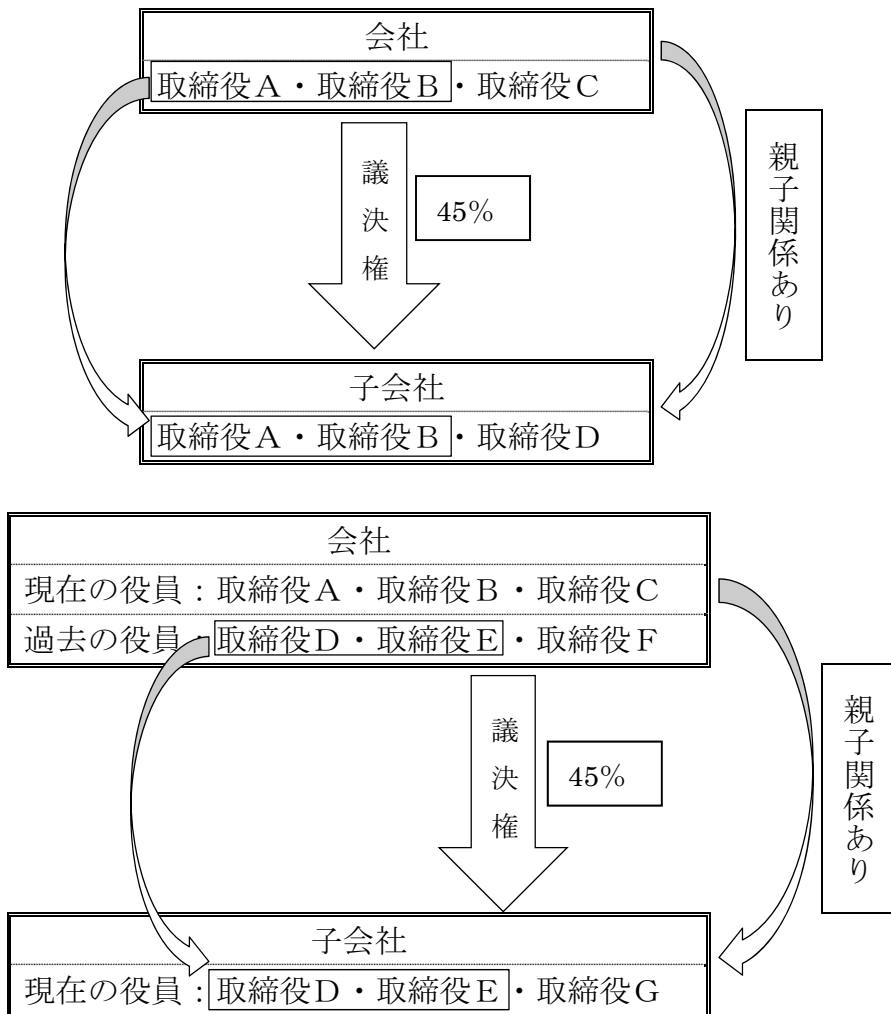 会社
取締役A・取締役B・取締役C
議決権
45%
親子関係あり
子会社
取締役A・取締役B・取締役D
会社
現在の役員：取締役A・取締役B・取締役C
過去の役員：取締役D・取締役E・取締役F
議決権
45%
親子関係あり
子会社
現在の役員：取締役D・取締役E・取締役G